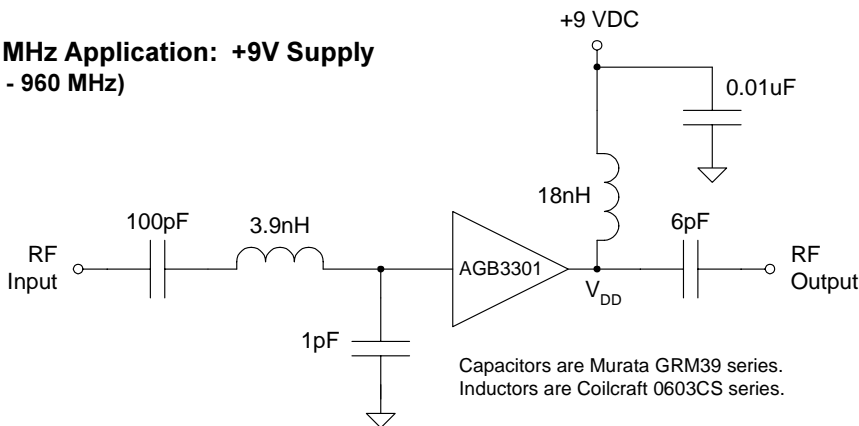 +9 VDC
MHz Application: +9V Supply
- 960 MHz)
0.01uF
18nH
100pF
3.9nH
6pF
RF
Input
AGB3301
RF
Output
VDD
1pF
Capacitors are Murata GRM39 series.
Inductors are Coilcraft 0603CS series.